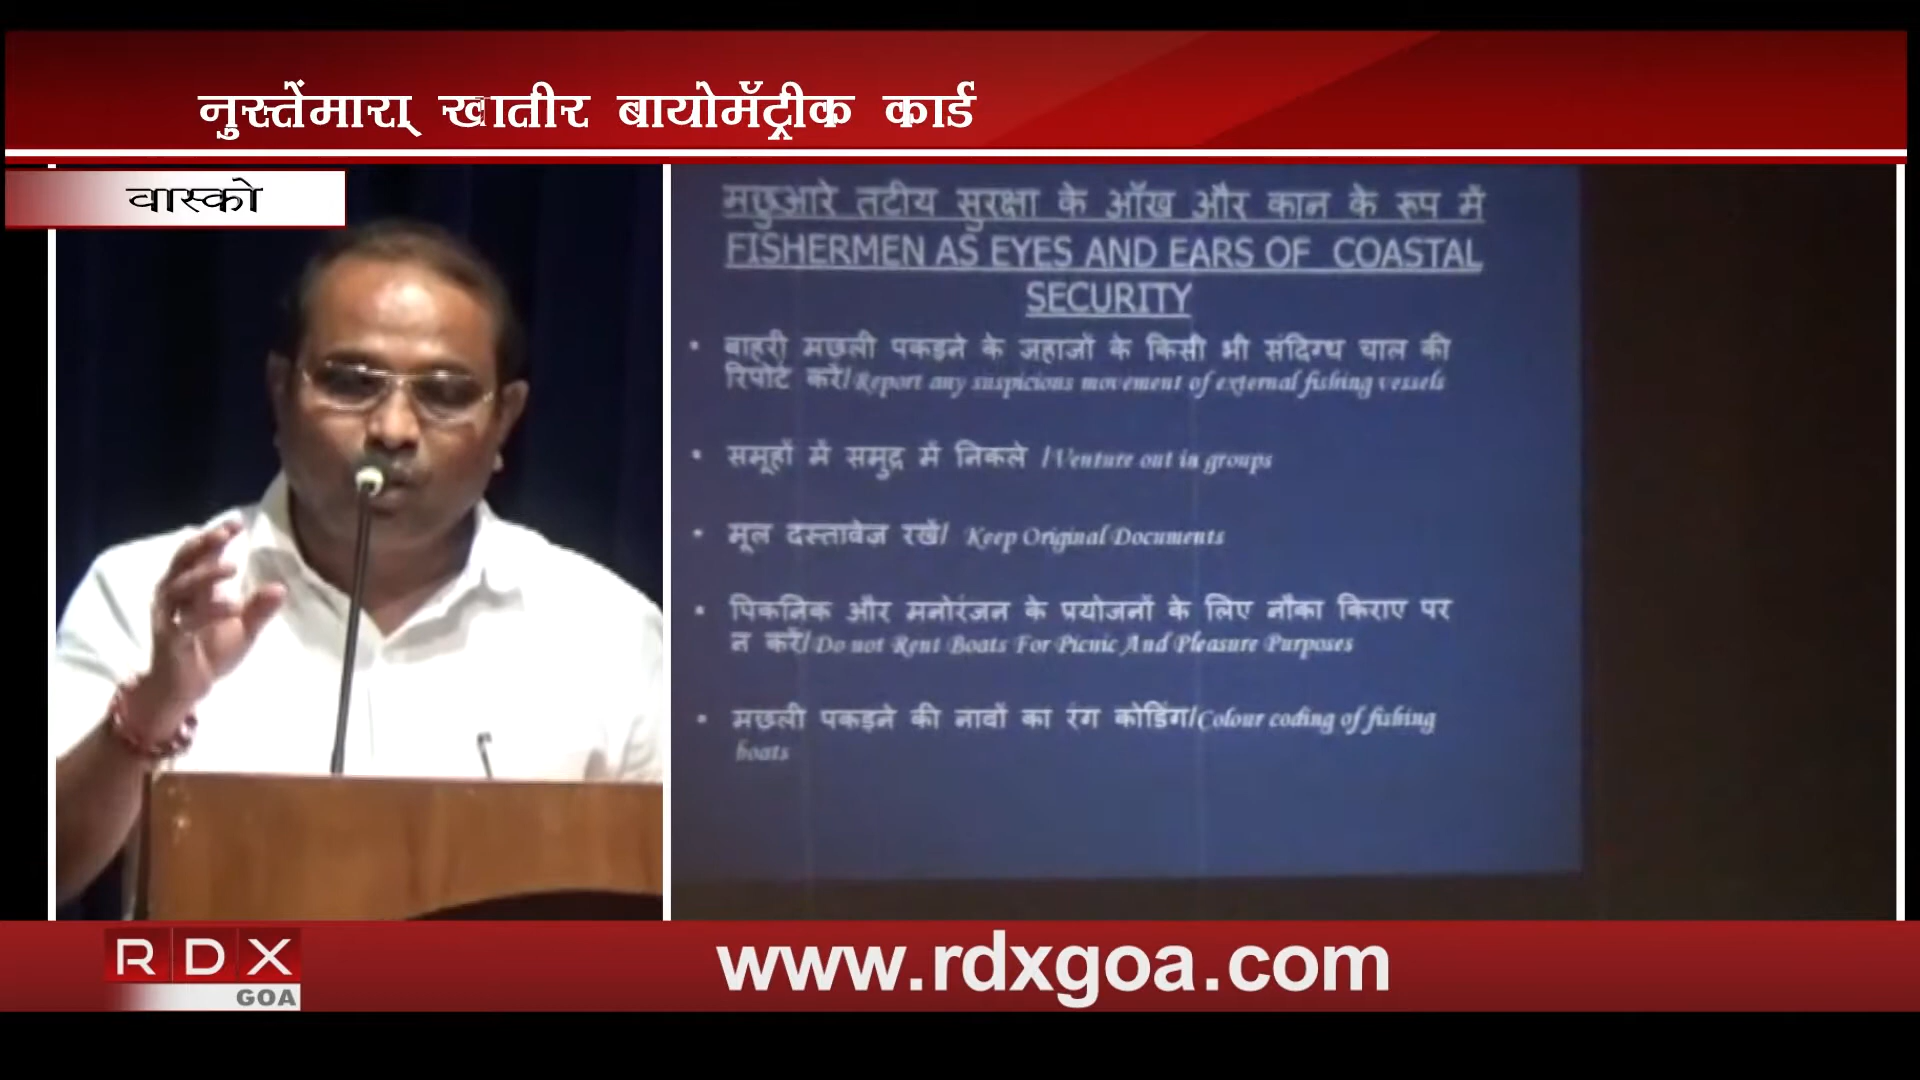 नुस्तेंमारा् खातीर बायोमॅट्रीक कार्ड
वास्को
मछुआरे तटीय सुरक्षा के आँख और कान के रूप में
FISHERMEN AS EYES AND EARS OF COASTAL
SECURITY
• बाहरी मछली पकड़ने के जहाजों के किसी भी संदिग्ध चाल की
रिपोर्ट करें/Report any suspicious movement of external fishing vessels
• समूहों में समुद्र में निकले /Venture out in groups
• मूल दस्तावेज रखें/ Keep Original Documents
• पिकनिक और मनोरंजन के प्रयोजनों के लिए नौका किराए पर
न करें/Do not Rent Boats For Picnic And Pleasure Purposes
• मछली पकड़ने की नावों का रंग कोडिंग/Colour coding of fishing
boats
RDX
GOA
www.rdxgoa.com